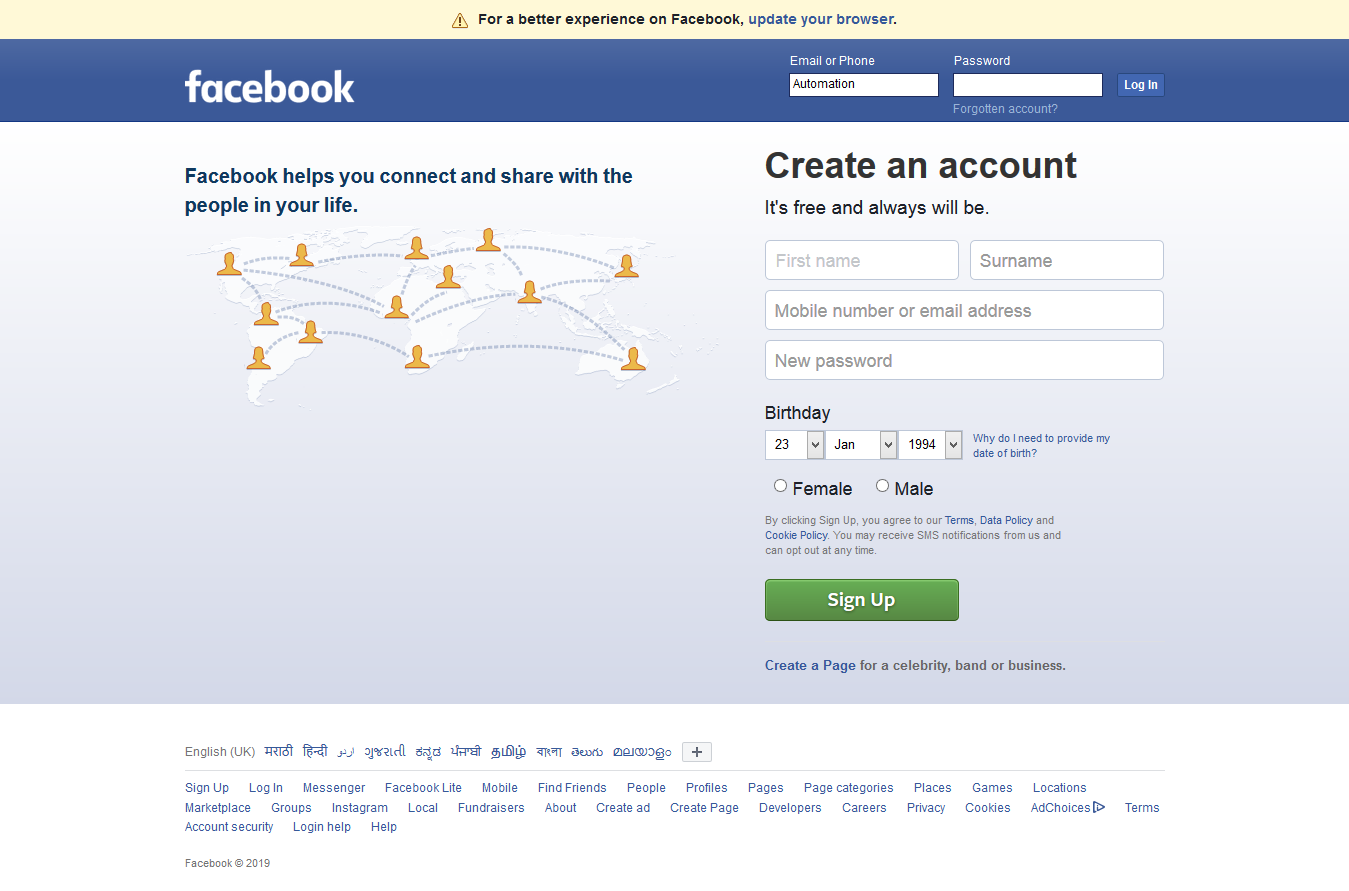 For a better experience on Facebook, update your browser.
facebook
Email or Phone
Password
Automation
Log In
Forgotten account?
Facebook helps you connect and share with the
people in your life.
Create an account
It's free and always will be.
First name
Surname
Mobile number or email address
New password
Birthday
23
Jan
1994
Why do I need to provide my
date of birth?
Female
Male
By clicking Sign Up, you agree to our Terms, Data Policy and
Cookie Policy. You may receive SMS notifications from us and
can opt out at any time.
Sign Up
Create a Page for a celebrity, band or business.
English (UK) मराठी हिन्दी اردو ગુજરાતી ಕನ್ನಡ ਪੰਜਾਬੀ தமிழ் বাংলা తెలుగు മലയാളം +
Sign Up Log In Messenger Facebook Lite Mobile Find Friends People Profiles Pages Page categories Places Games Locations
Marketplace Groups Instagram Local Fundraisers About Create ad Create Page Developers Careers Privacy Cookies AdChoices Terms
Account security Login help Help
Facebook © 2019